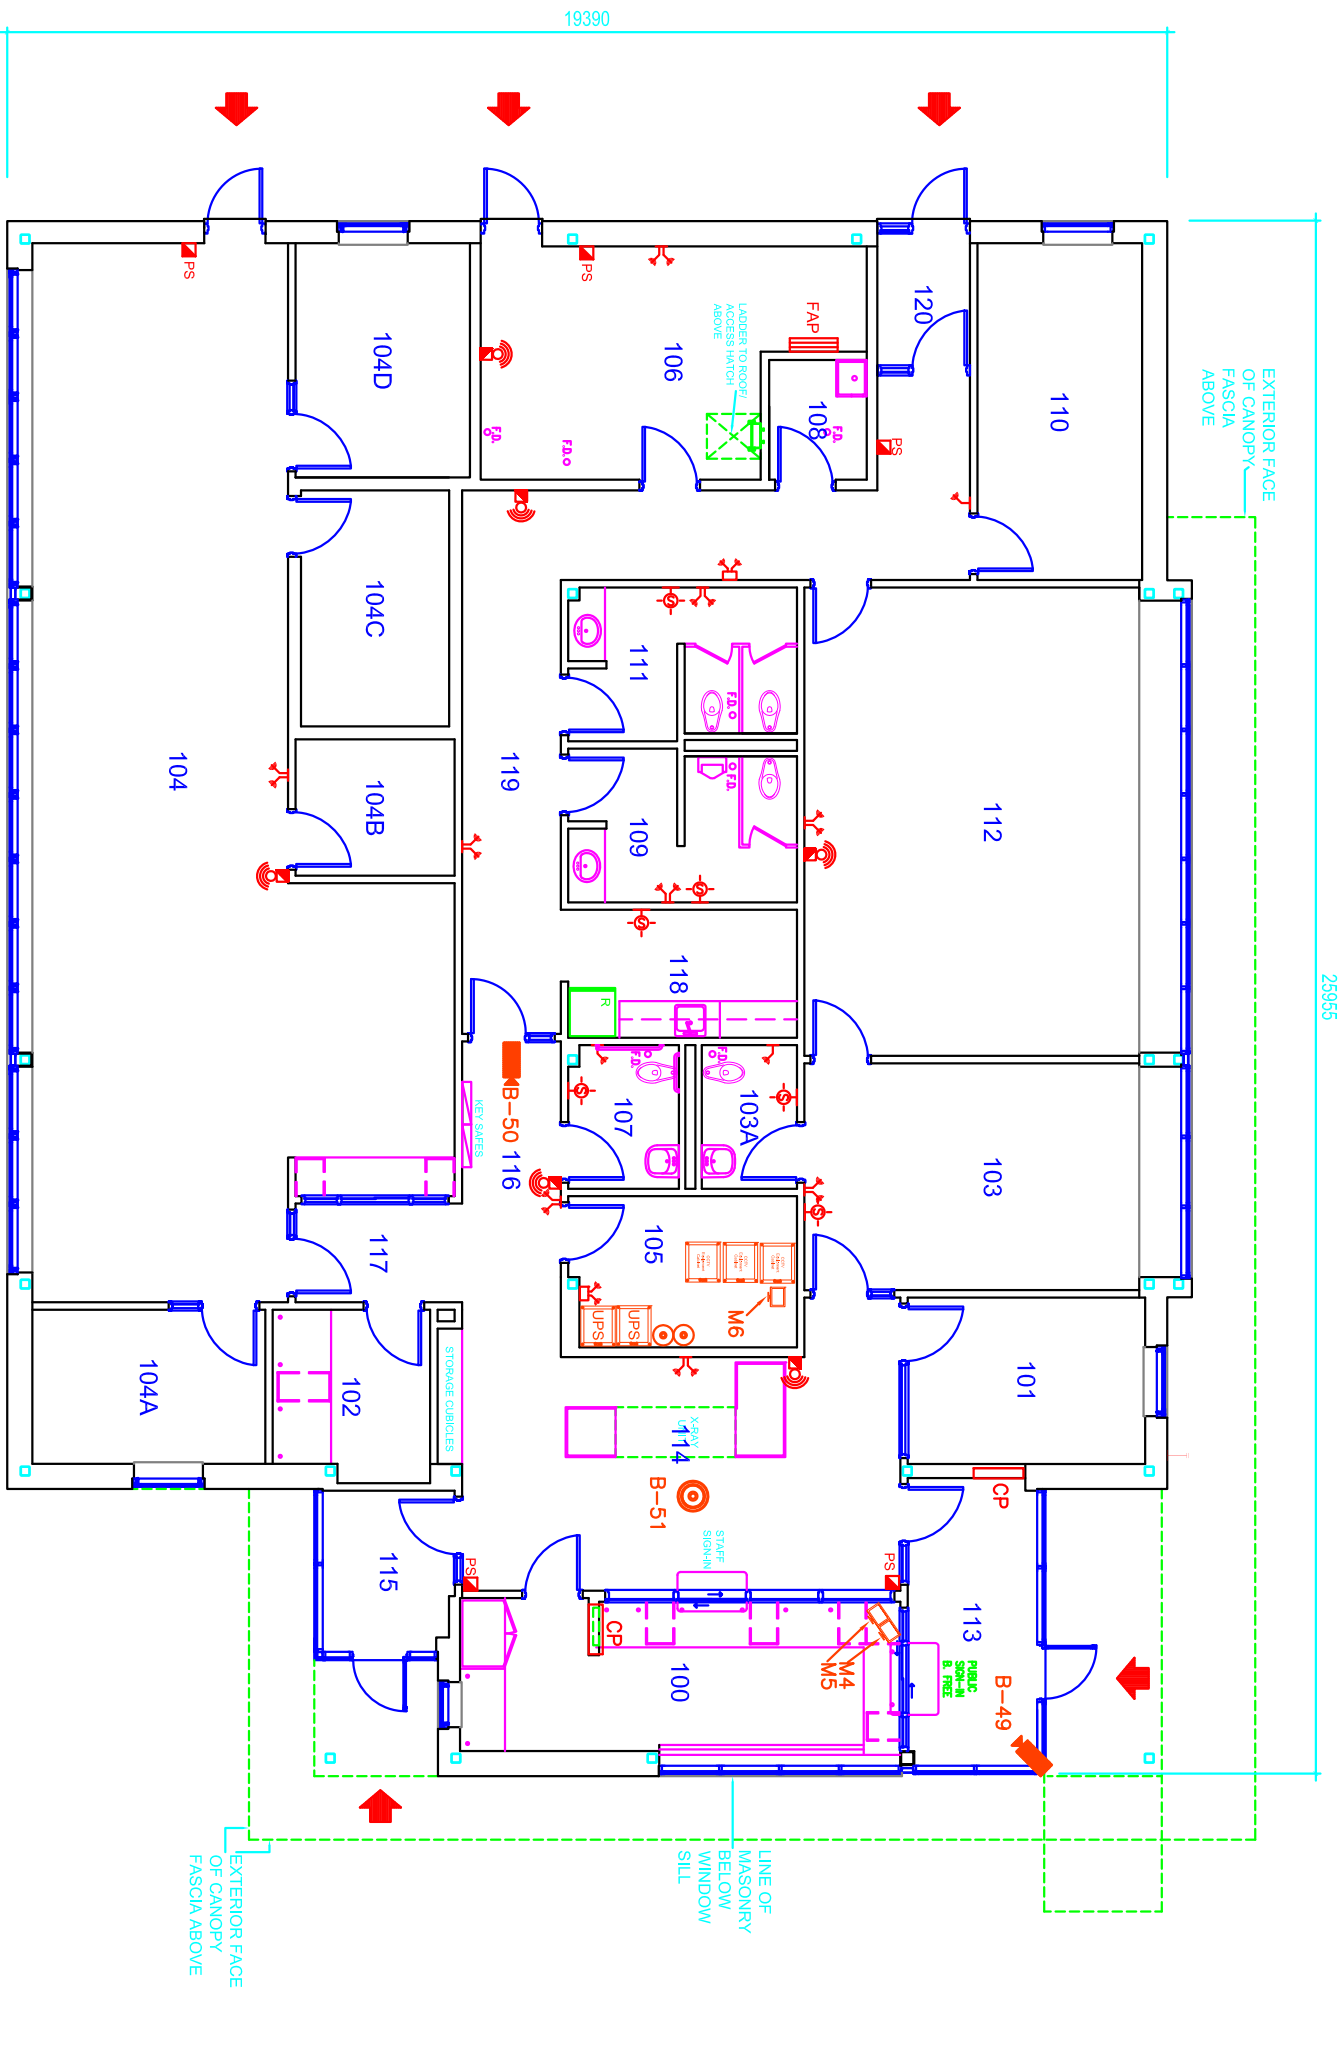 19390
25955
EXTERIOR FACE
OF CANOPY
FASCIA
ABOVE
110
120
PS
FAP
LADDER TO ROOF/
ACCESS HATCH
ABOVE
108
F.D.
106
PS
F.D.
F.D.
104D
PS
112
111
S
F.D.
104C
119
109
F.D.
S
104B
104
118
S
R
103
103A
F.D.
S
S
107
F.D.
S
B-50
116
KEY SAFES
105
UPS
UPS
M6
117
101
102
STORAGE CUBICLES
104A
X-RAY
UNIT
114
B-51
CP
STAFF
SIGN-IN
PS
PS
115
113
PUBLIC
SIGN-IN
B. FREE
B-49
CP
M4
M5
100
LINE OF
MASONRY
BELOW
WINDOW
SILL
EXTERIOR FACE
OF CANOPY
FASCIA ABOVE